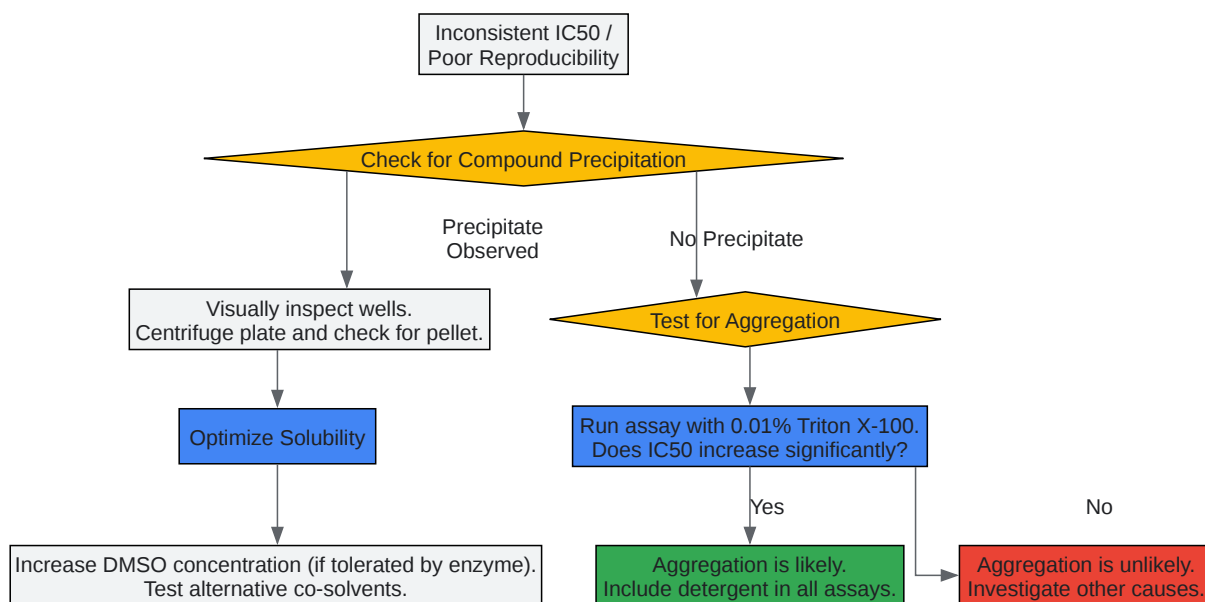 Inconsistent IC50 /
Poor Reproducibility
Check for Compound Precipitation
Precipitate
Observed
No Precipitate
Visually inspect wells.
Centrifuge plate and check for pellet.
Test for Aggregation
Optimize Solubility
Run assay with 0.01% Triton X-100.
Does IC50 increase significantly?
Yes
No
Increase DMSO concentration (if tolerated by enzyme).
Test alternative co-solvents.
Aggregation is likely.
Include detergent in all assays.
Aggregation is unlikely.
Investigate other causes.